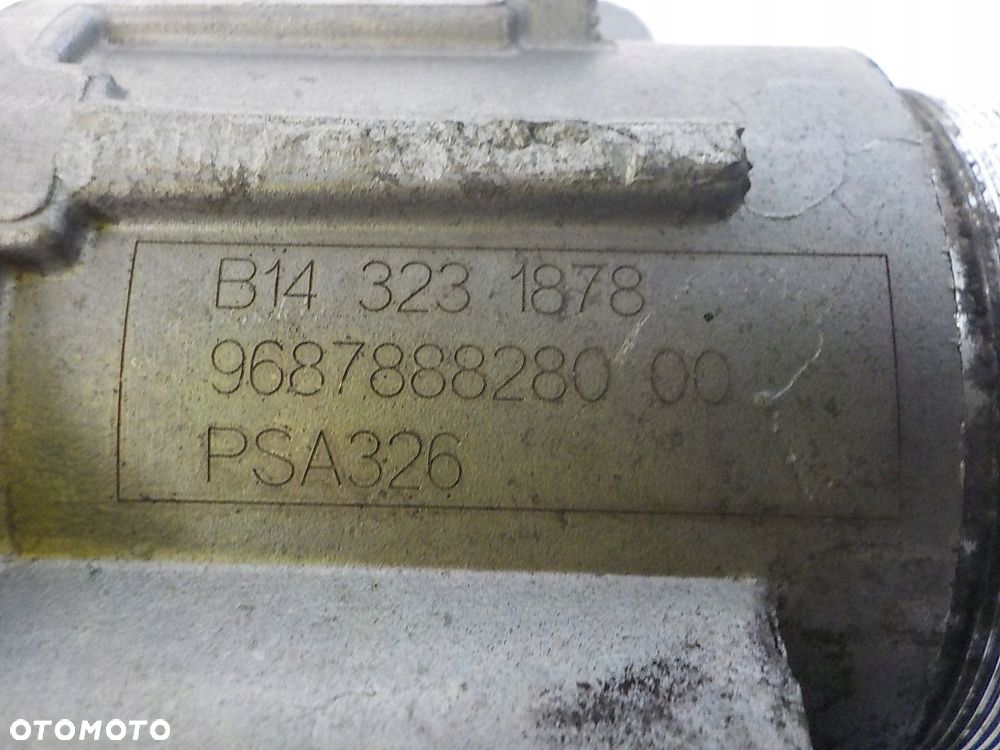 B14 323 1878
9687888280 00
PSA326
OTOMOTO